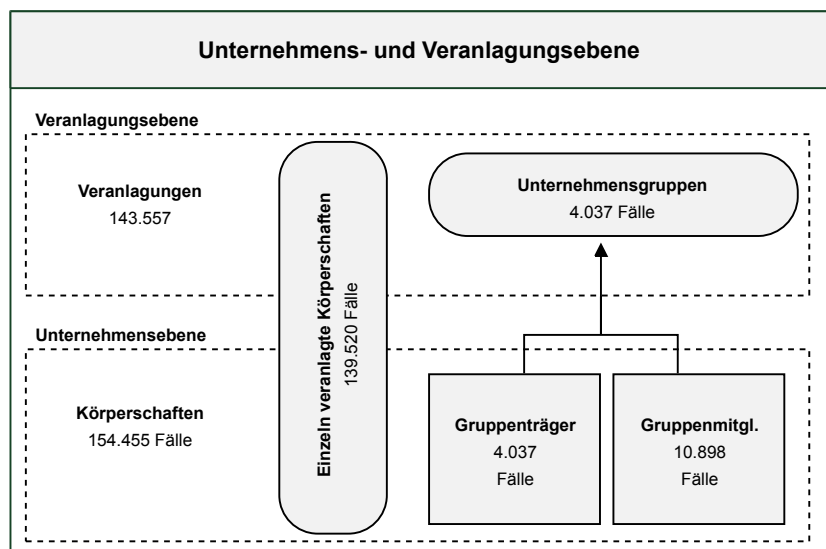 Unternehmens- und Veranlagungsebene
Veranlagungsebene
Veranlagungen
143.557
Einzeln veranlagte Körperschaften
139.520 Fälle
Unternehmensgruppen
4.037 Fälle
Unternehmensebene
Körperschaften
154.455 Fälle
Gruppenträger
4.037
Fälle
Gruppenmitgl.
10.898
Fälle